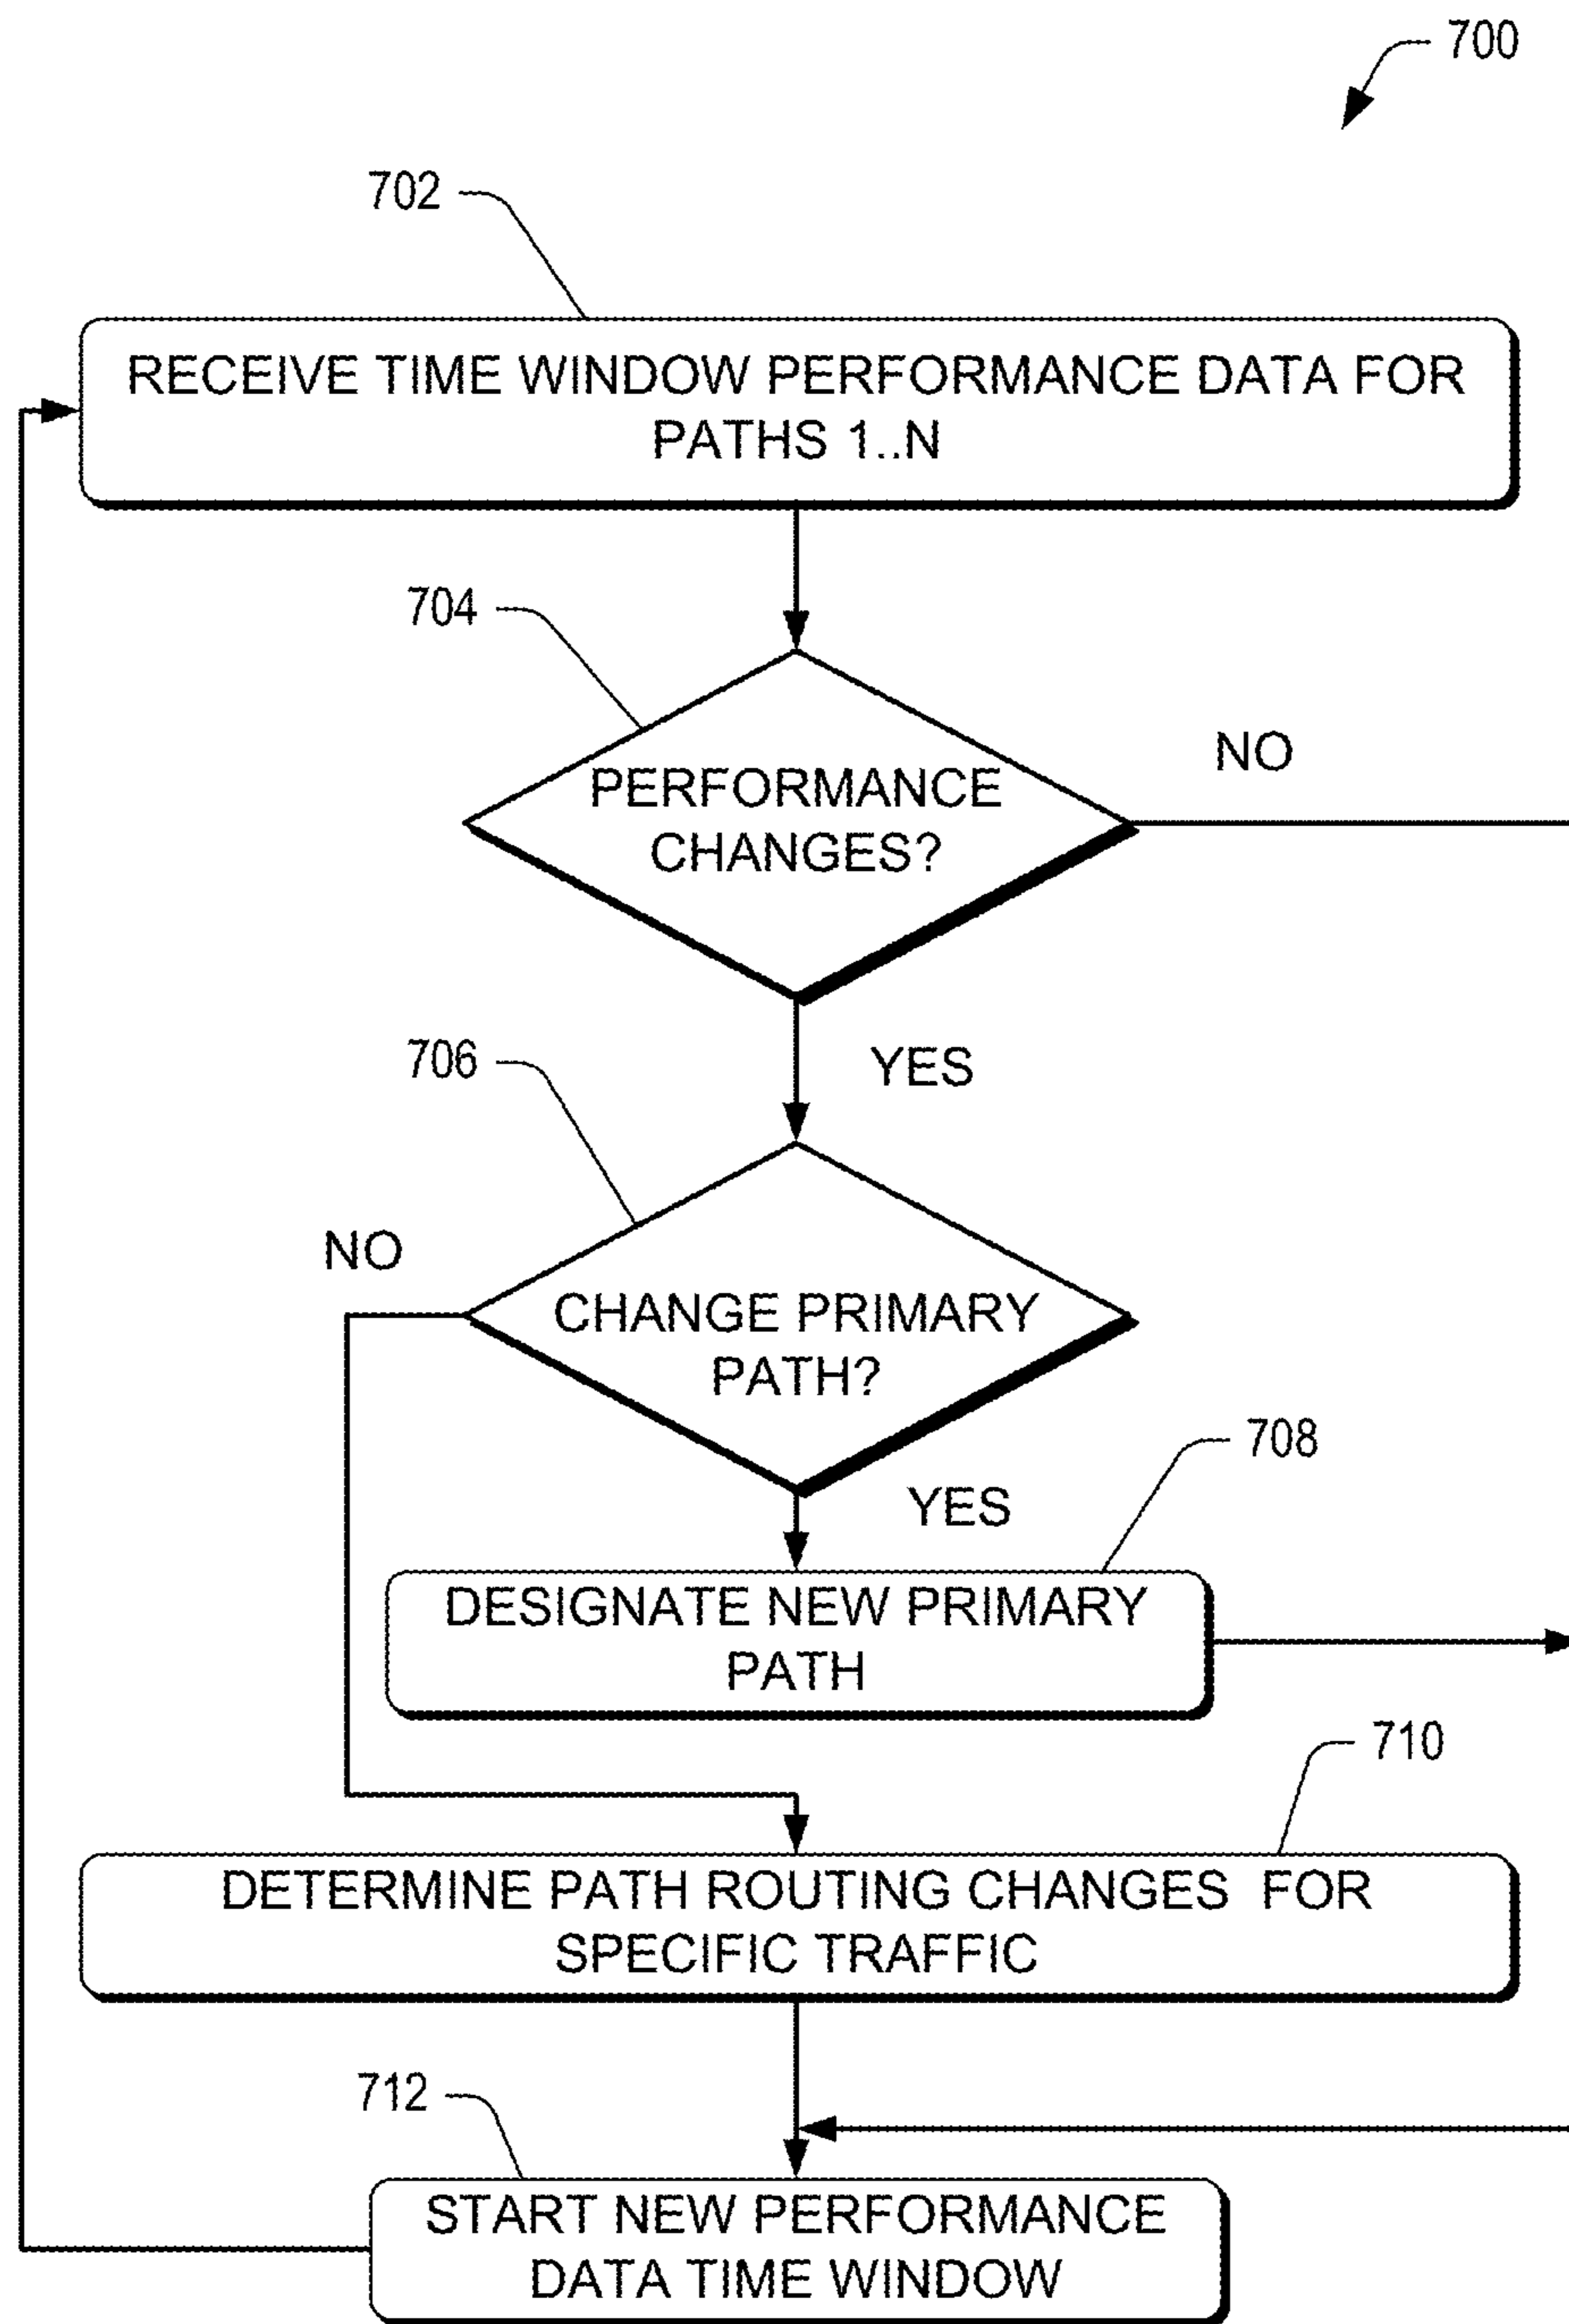 700
702
RECEIVE TIME WINDOW PERFORMANCE DATA FOR
PATHS 1..N
704
PERFORMANCE
CHANGES?
NO
706
YES
NO
CHANGE PRIMARY
PATH?
708
YES
DESIGNATE NEW PRIMARY
PATH
710
DETERMINE PATH ROUTING CHANGES FOR
SPECIFIC TRAFFIC
712
START NEW PERFORMANCE
DATA TIME WINDOW